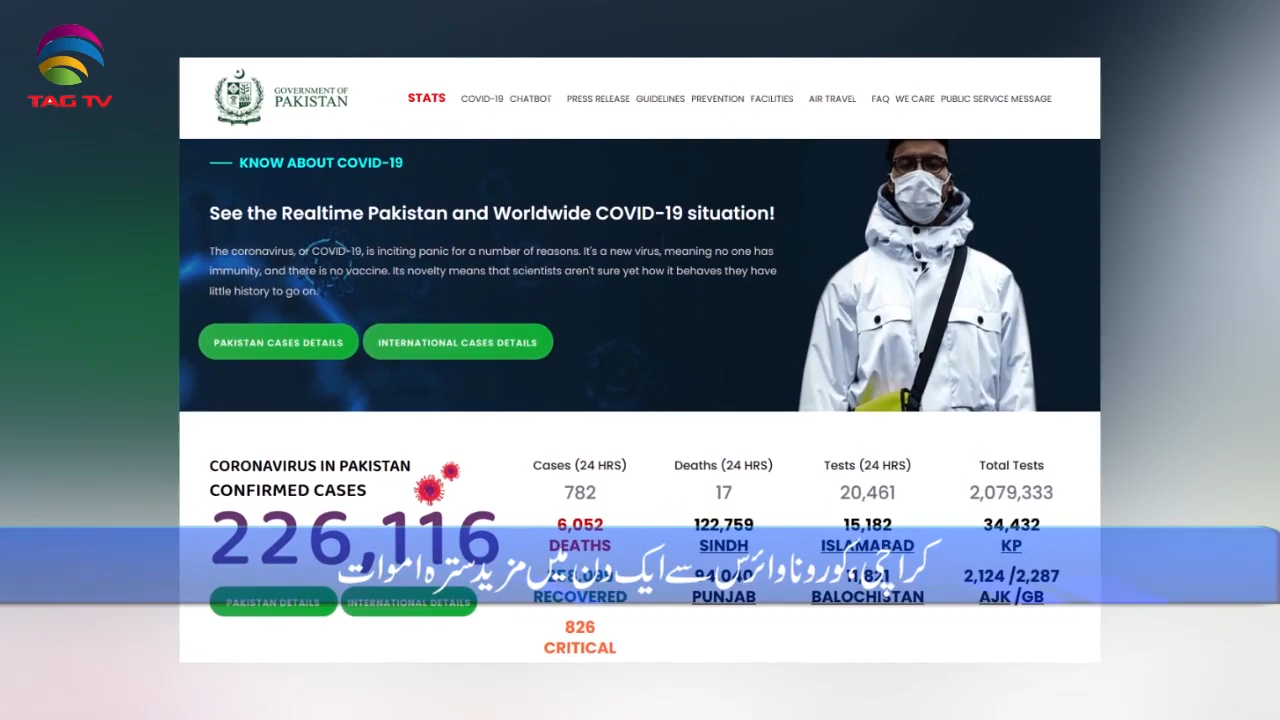 TAG TV
GOVERNMENT OF
PAKISTAN
STATS COVID-19 CHATBOT PRESS RELEASE GUIDELINES PREVENTION FACILITIES AIR TRAVEL FAQ WE CARE PUBLIC SERVICE MESSAGE
KNOW ABOUT COVID-19
See the Realtime Pakistan and Worldwide COVID-19 situation!
The coronavirus, or COVID-19, is inciting panic for a number of reasons. It's a new virus, meaning no one has
immunity, and there is no vaccine. Its novelty means that scientists aren't sure yet how it behaves they have
little history to go on.
PAKISTAN CASES DETAILS INTERNATIONAL CASES DETAILS
CORONAVIRUS IN PAKISTAN
CONFIRMED CASES
226,116
PAKISTAN DETAILS INTERNATIONAL DETAILS
Cases (24 HRS) Deaths (24 HRS) Tests (24 HRS) Total Tests
782 17 20,461 2,079,333
6,052 122,759 15,182 34,432
DEATHS SINDH ISLAMABAD KP
2,124 /2,287
RECOVERED PUNJAB BALOCHISTAN AJK /GB
826
CRITICAL
کراچی کورونا وائرس سے ایک دن میں مزید سترہ اموات